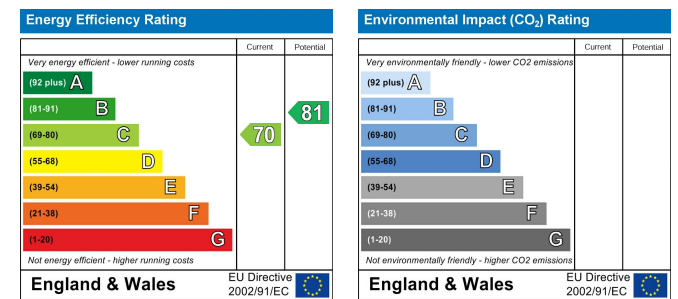 Energy Efficiency Rating
Current Potential
Very energy efficient - lower running costs
(92 plus) A
(81-91) B
(69-80) C
(55-68) D
(39-54) E
(21-38) F
(1-20) G
70
81
Not energy efficient - higher running costs
England & Wales
EU Directive
2002/91/EC
Environmental Impact (CO2) Rating
Current Potential
Very environmentally friendly - lower CO2 emissions
(92 plus) A
(81-91) B
(69-80) C
(55-68) D
(39-54) E
(21-38) F
(1-20) G
Not environmentally friendly - higher CO2 emissions
England & Wales
EU Directive
2002/91/EC